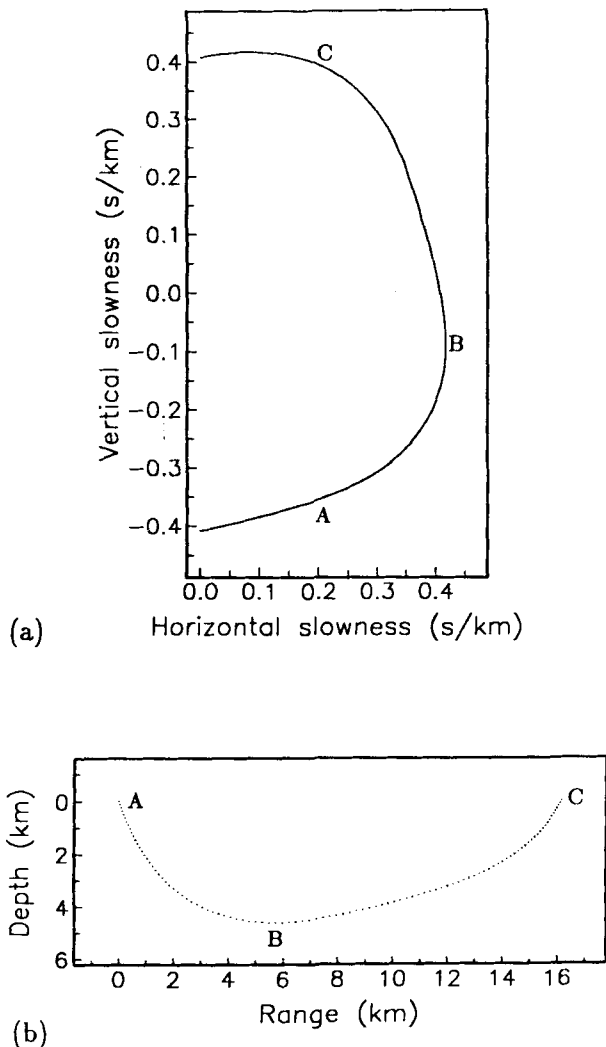 C
0.4
0.3
0.2
0.1
0.0
B
−0.1
−0.2
−0.3
A
−0.4
Vertical slowness (s/km)
0.0 0.1 0.2 0.3 0.4
(a) Horizontal slowness (s/km)
0 A C
2
4
B
6
Depth (km)
0 2 4 6 8 10 12 14 16
Range (km)
(b)